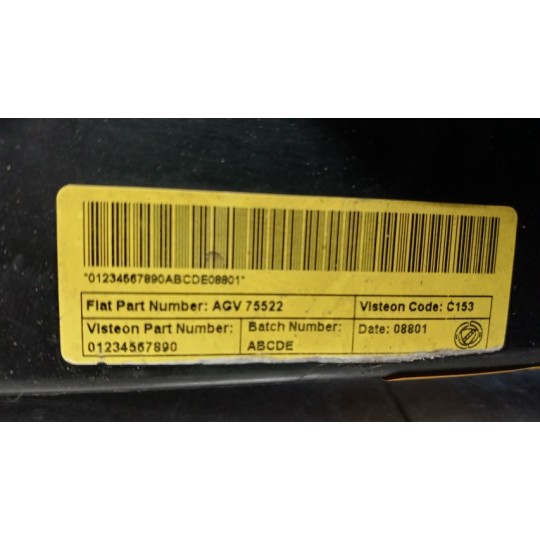 *01234567890ABCDE08801*
Fiat Part Number: AGV 75522 Visteon Code: C153
Visteon Part Number: Batch Number: Date: 08801
01234567890 ABCDE